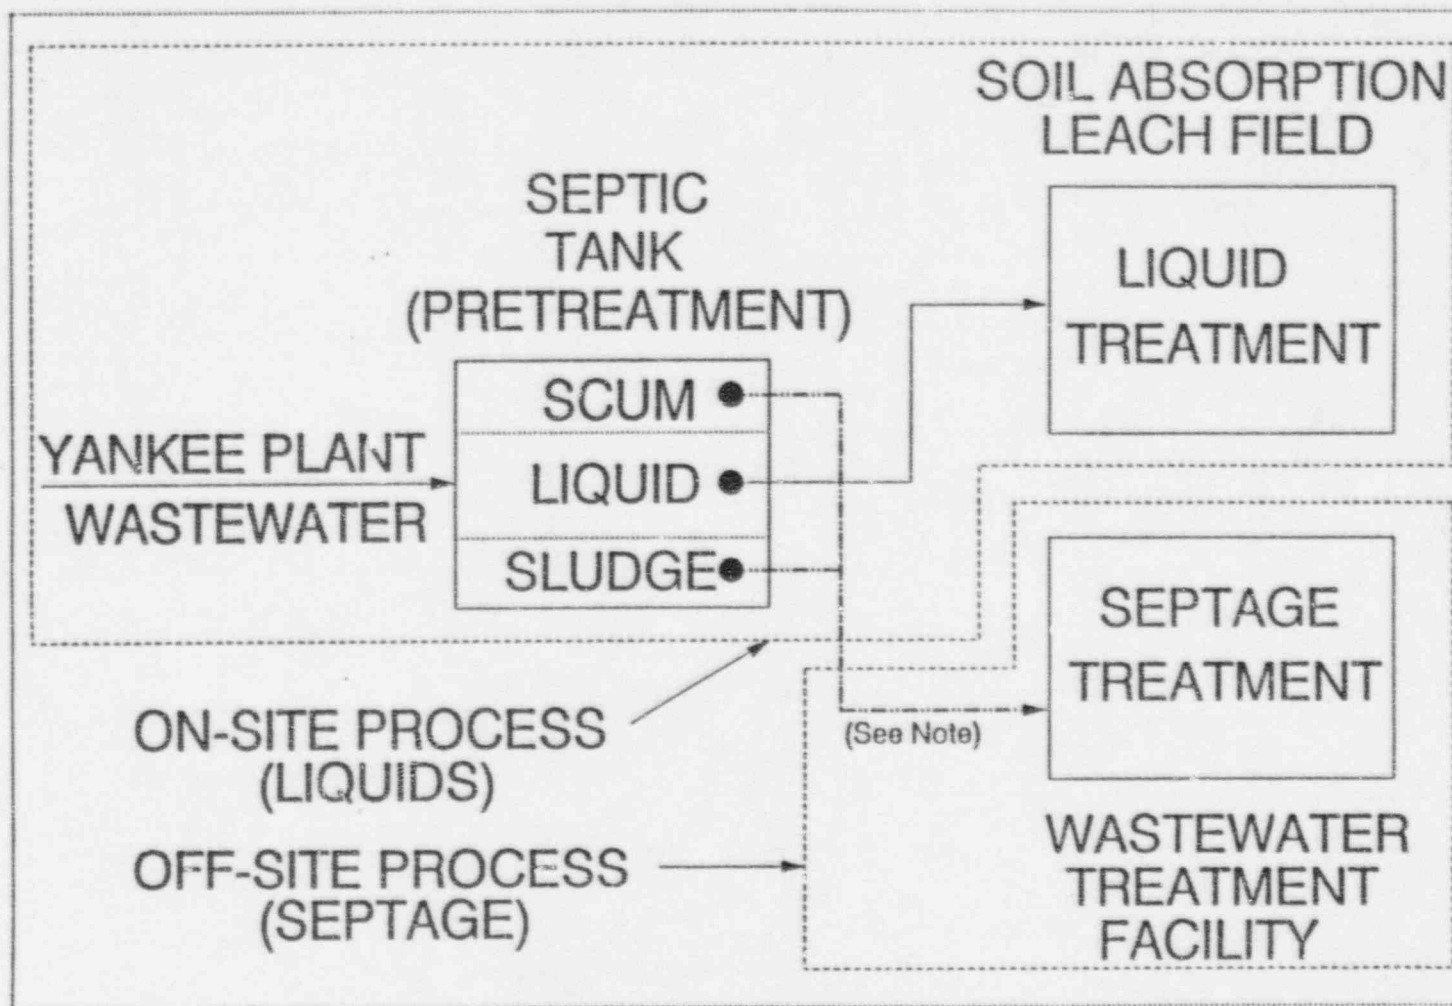 SOIL ABSORPTION
LEACH FIELD
LIQUID
TREATMENT
SEPTIC
TANK
(PRETREATMENT)
SCUM
LIQUID
SLUDGE
YANKEE PLANT
WASTEWATER
SEPTAGE
TREATMENT
(See Note)
WASTEWATER
TREATMENT
FACILITY
ON-SITE PROCESS
(LIQUIDS)
OFF-SITE PROCESS
(SEPTAGE)